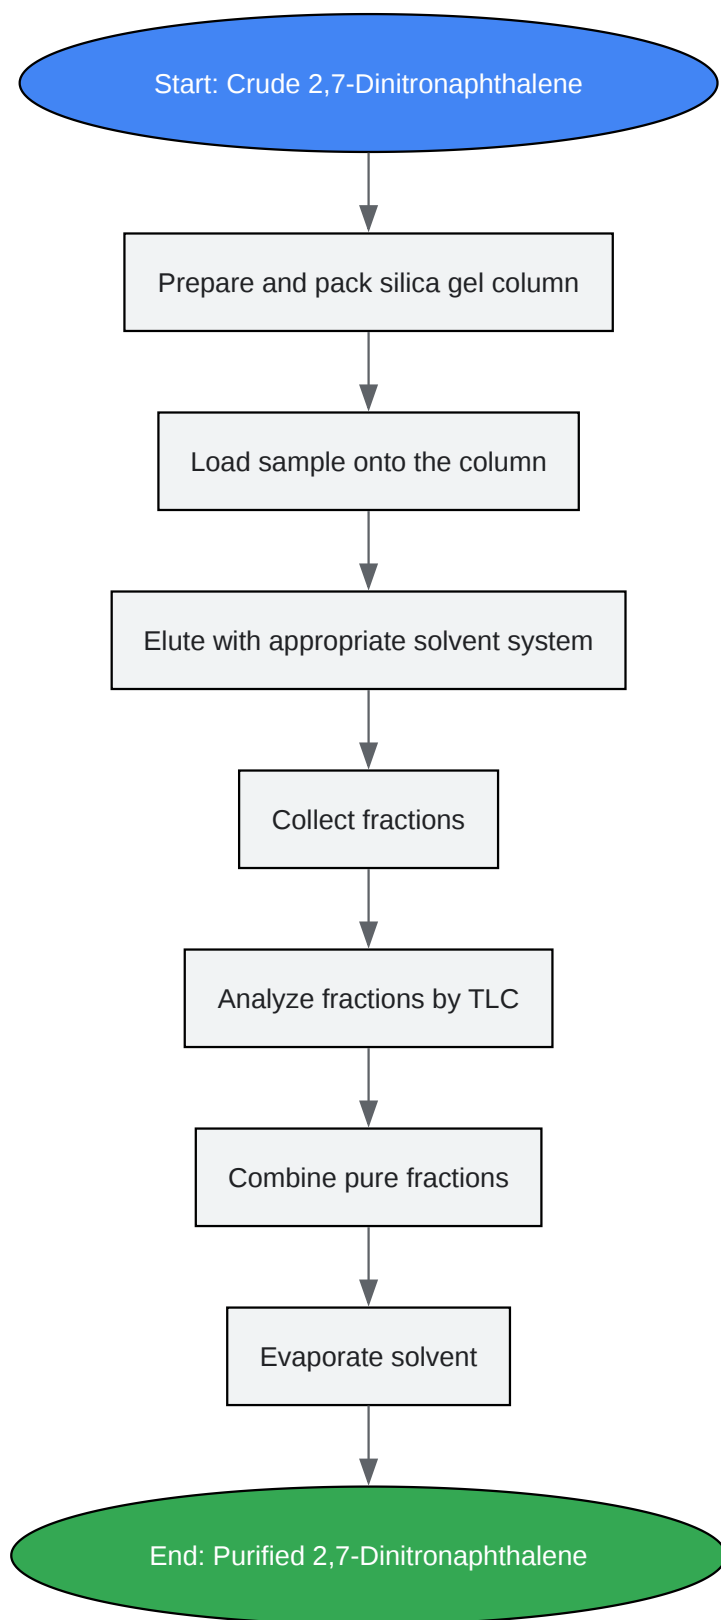 Start: Crude 2,7-Dinitronaphthalene
Prepare and pack silica gel column
Load sample onto the column
Elute with appropriate solvent system
Collect fractions
Analyze fractions by TLC
Combine pure fractions
Evaporate solvent
End: Purified 2,7-Dinitronaphthalene